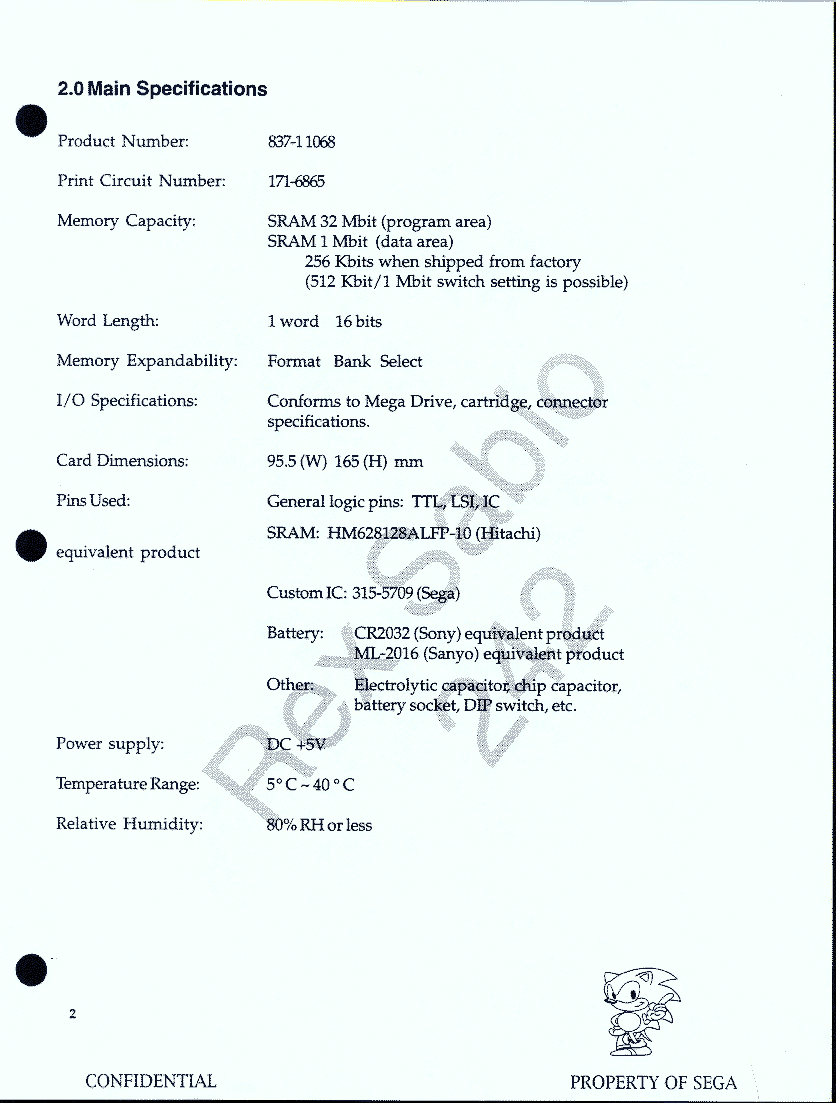 2.0 Main Specifications
Product Number: 837-11068
Print Circuit Number: 171-6865
Memory Capacity: SRAM 32 Mbit (program area)
SRAM 1 Mbit (data area)
256 Kbits when shipped from factory
(512 Kbit/1 Mbit switch setting is possible)
Word Length: 1 word 16 bits
Memory Expandability: Format Bank Select
I/O Specifications: Conforms to Mega Drive, cartridge, connector
specifications.
Card Dimensions: 95.5 (W) 165 (H) mm
Pins Used: General logic pins: TTL, LSI, IC
SRAM: HM628128ALFP-10 (Hitachi)
equivalent product
Custom IC: 315-5709 (Sega)
Battery: CR2032 (Sony) equivalent product
ML-2016 (Sanyo) equivalent product
Other: Electrolytic capacitor, chip capacitor,
battery socket, DIP switch, etc.
Power supply: DC +5V
Temperature Range: 5° C ~ 40 ° C
Relative Humidity: 80% RH or less
Rex Sabio
242
2
CONFIDENTIAL
PROPERTY OF SEGA